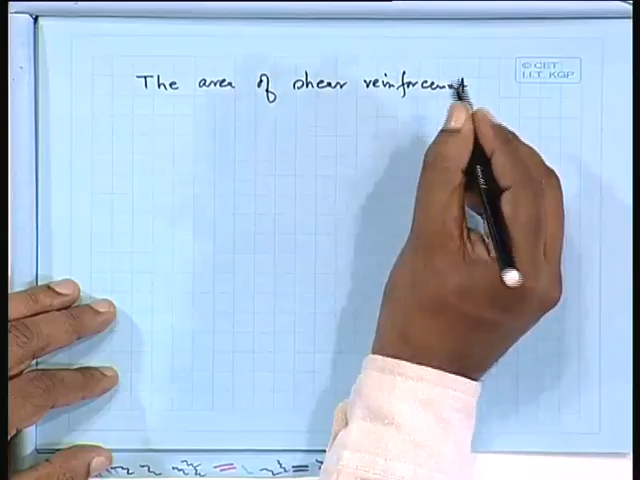 The area of shear reinforcement
© CET
I.I.T. KGP